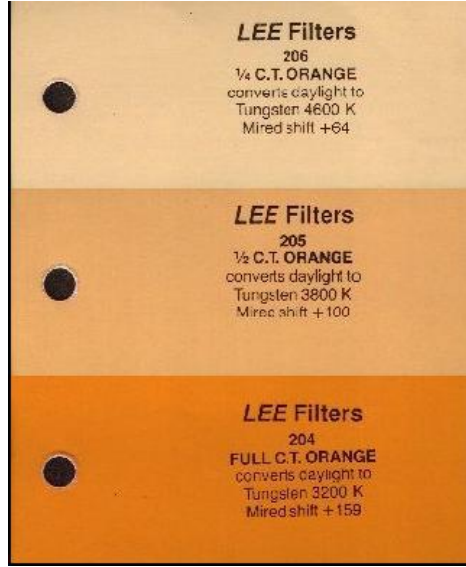 LEE Filters
206
¼ C.T. ORANGE
converts daylight to
Tungsten 4600 K
Mired shift +64
LEE Filters
205
½ C.T. ORANGE
converts daylight to
Tungsten 3800 K
Mired shift +100
LEE Filters
204
FULL C.T. ORANGE
converts daylight to
Tungsten 3200 K
Mired shift +159